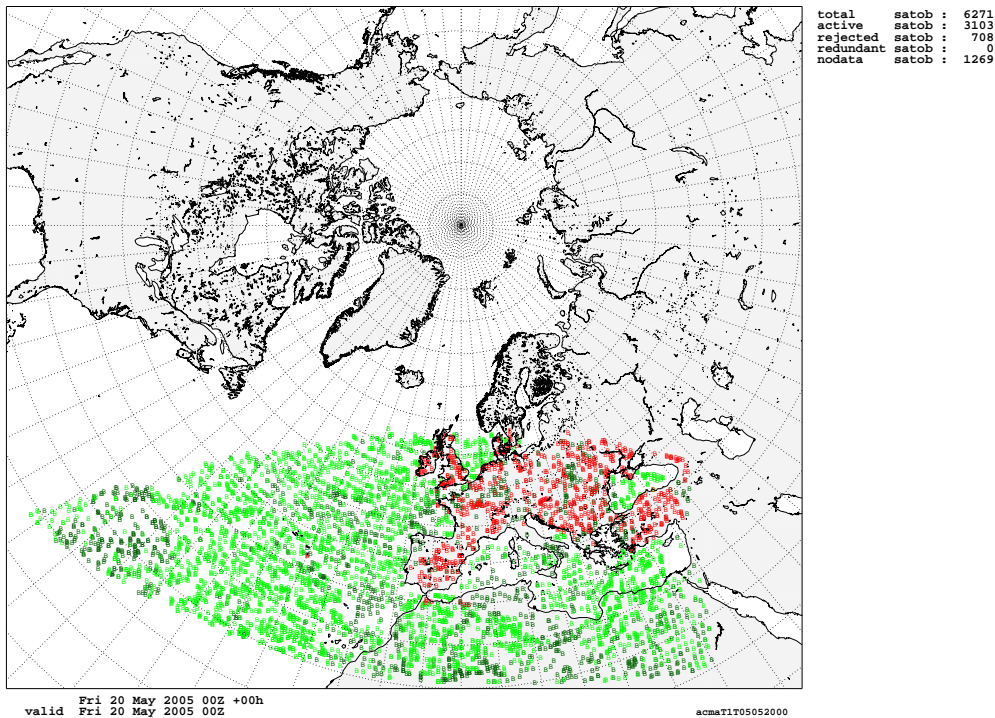 total satob : 6271
active satob : 3103
rejected satob : 708
redundant satob : 0
nodata satob : 1269
Fri 20 May 2005 00Z +00h
valid Fri 20 May 2005 00Z
acmaT1T05052000